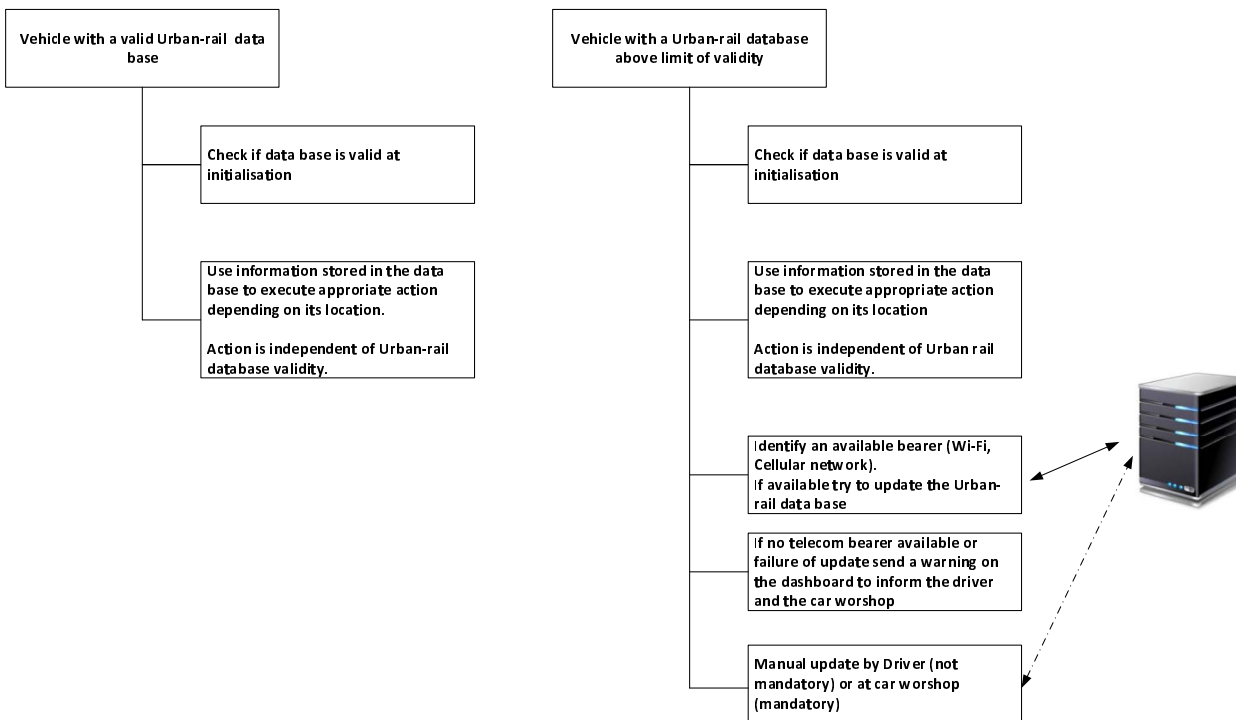 Vehicle with a valid Urban-rail data
base
Check if data base is valid at
initialisation
Use information stored in the data
base to execute approriate action
depending on its location.
Action is independent of Urban-rail
database validity.
Vehicle with a Urban-rail database
above limit of validity
Check if data base is valid at
initialisation
Use information stored in the data
base to execute appropriate action
depending on its location
Action is independent of Urban rail
database validity.
Identify an available bearer (Wi-Fi,
Cellular network).
If available try to update the Urban-
rail data base
If no telecom bearer available or
failure of update send a warning on
the dashboard to inform the driver
and the car worshop
Manual update by Driver (not
mandatory) or at car worshop
(mandatory)